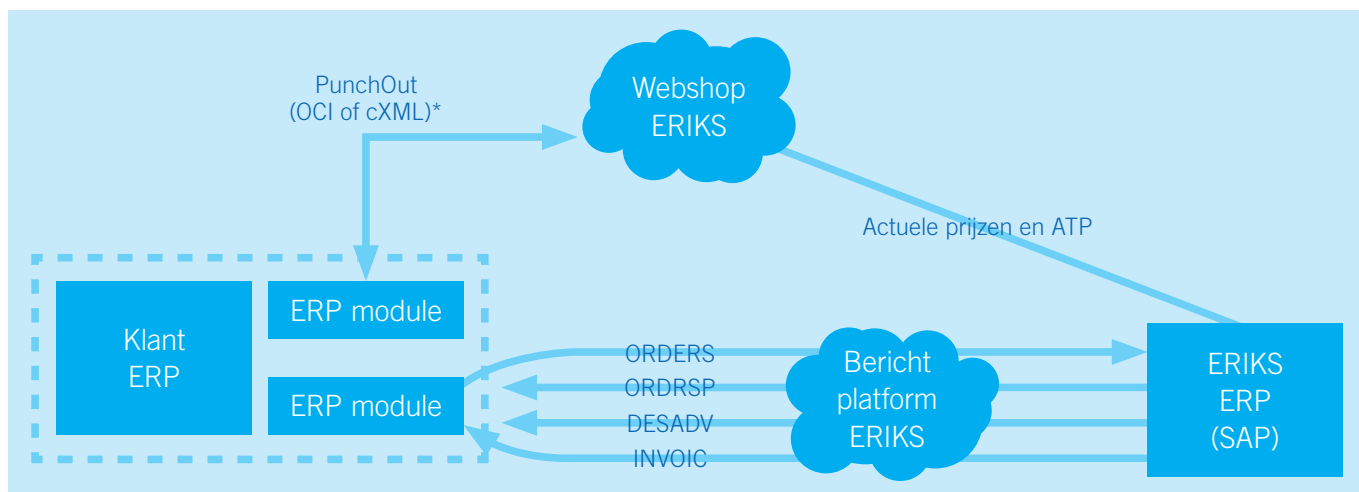 PunchOut
(OCI of cXML)*
Webshop
ERIKS
Actuele prijzen en ATP
Klant
ERP
ERP module
ERP module
ORDERS
ORDRSP
DESADV
INVOIC
Bericht
platform
ERIKS
ERIKS
ERP
(SAP)